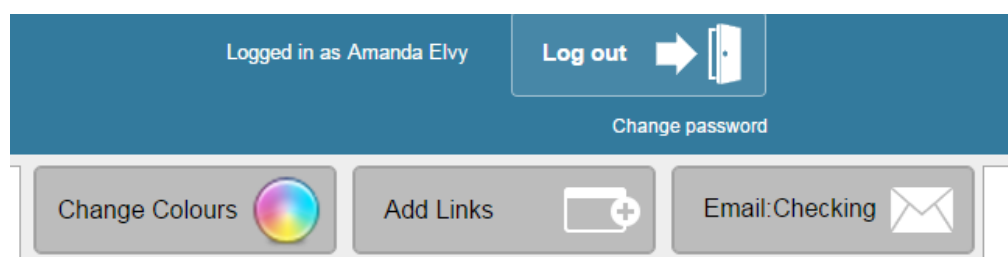 Logged in as Amanda Elvy
Log out
Change password
Change Colours
Add Links
Email:Checking